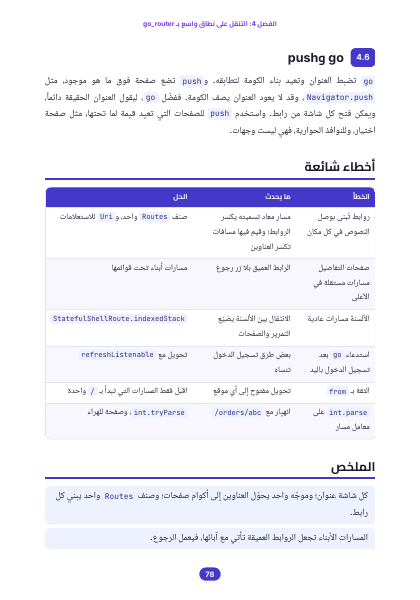 الفصل 4: التنقل على نطاق واسع بـ go_router
4.6 pushو go
go تضبط العنوان وتعيد بناء الكومة لتطابقه. و push تضع صفحة فوق ما هو موجود، مثل
Navigator.push، وقد لا يعود العنوان يصف الكومة. ففضّل go، ليقول العنوان الحقيقة دائماً،
ويمكن فتح كل شاشة من رابط. واستخدم push للصفحات التي تعيد قيمة لما تحتها، مثل صفحة
اختيار، وللنوافذ الحوارية، فهي ليست وجهات.
أخطاء شائعة
الخطأ ما يحدث الحل
روابط تُبنى بوصل النصوص في كل مكان
مسار معاد تسميته يكسر الروابط؛ وقيم فيها مسافات تكسر العناوين
صنف Routes واحد، و Uri للاستعلامات
صفحات التفاصيل مسارات مستقلة في الأعلى
الرابط العميق بلا زر رجوع
مسارات أبناء تحت قوائمها
الألسنة مسارات عادية
الانتقال بين الألسنة يضيّع التمرير والصفحات
StatefulShellRoute.indexedStack
استدعاء go بعد تسجيل الدخول باليد
بعض طرق تسجيل الدخول تنساه
تحويل مع refreshListenable
الثقة بـ from
تحويل مفتوح إلى أي موقع
اقبل فقط المسارات التي تبدأ بـ / واحدة
int.parse على معامل مسار
انهيار مع /orders/abc
int.tryParse، وصفحة للهراء
الملخص
كل شاشة عنوان؛ وموجّه واحد يحوّل العناوين إلى أكوام صفحات؛ وصنف Routes واحد يبني كل
رابط.
المسارات الأبناء تجعل الروابط العميقة تأتي مع آبائها، فيعمل الرجوع.
78